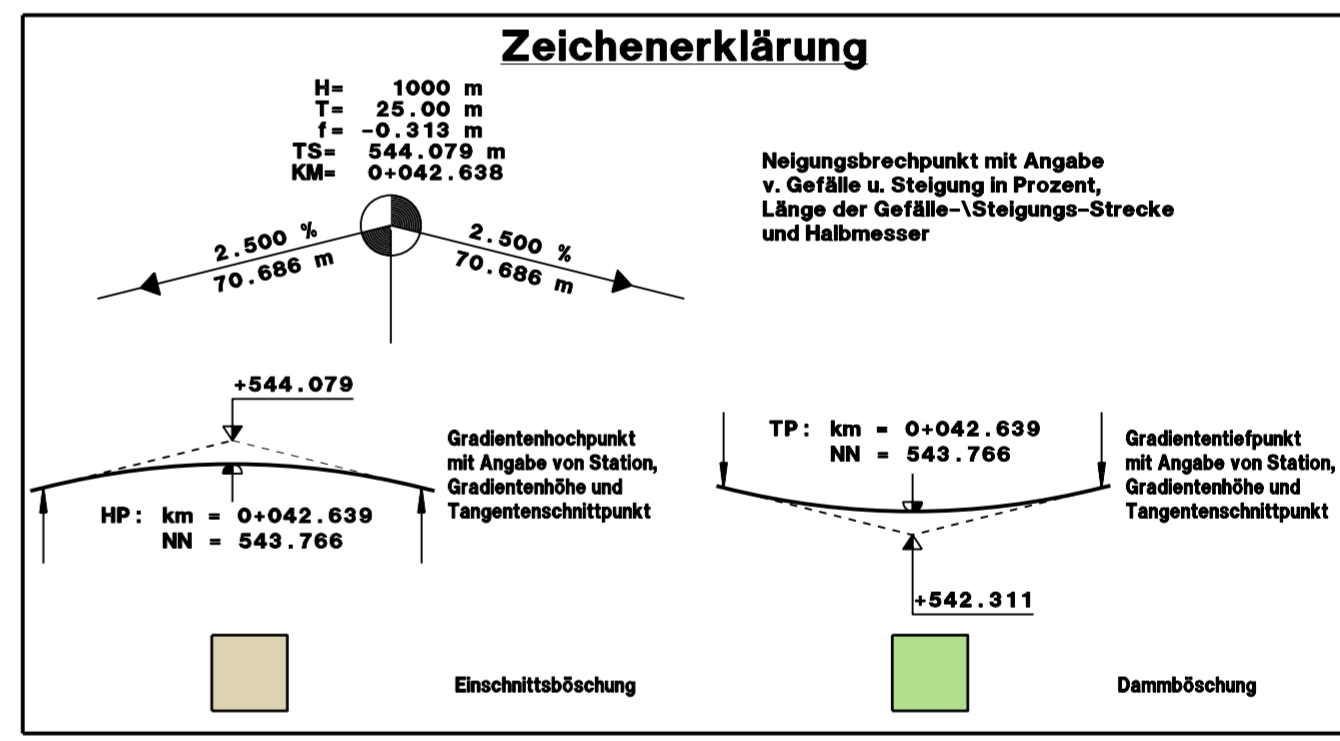 Zeichenerklärung
H= 1000 m
T= 25.00 m
f= -0.313 m
TS= 544.079 m
KM= 0+042.638
2.500 %
70.686 m
2.500 %
70.686 m
Neigungsbrechpunkt mit Angabe
v. Gefälle u. Steigung in Prozent,
Länge der Gefälle-\Steigungs-Strecke
und Halbmesser
+544.079
HP: km = 0+042.639
NN = 543.766
Gradientenhochpunkt
mit Angabe von Station,
Gradientenhöhe und
Tangentenschnittpunkt
TP: km = 0+042.639
NN = 543.766
+542.311
Gradiententiefpunkt
mit Angabe von Station,
Gradientenhöhe und
Tangentenschnittpunkt
Einschnittsböschung
Dammböschung